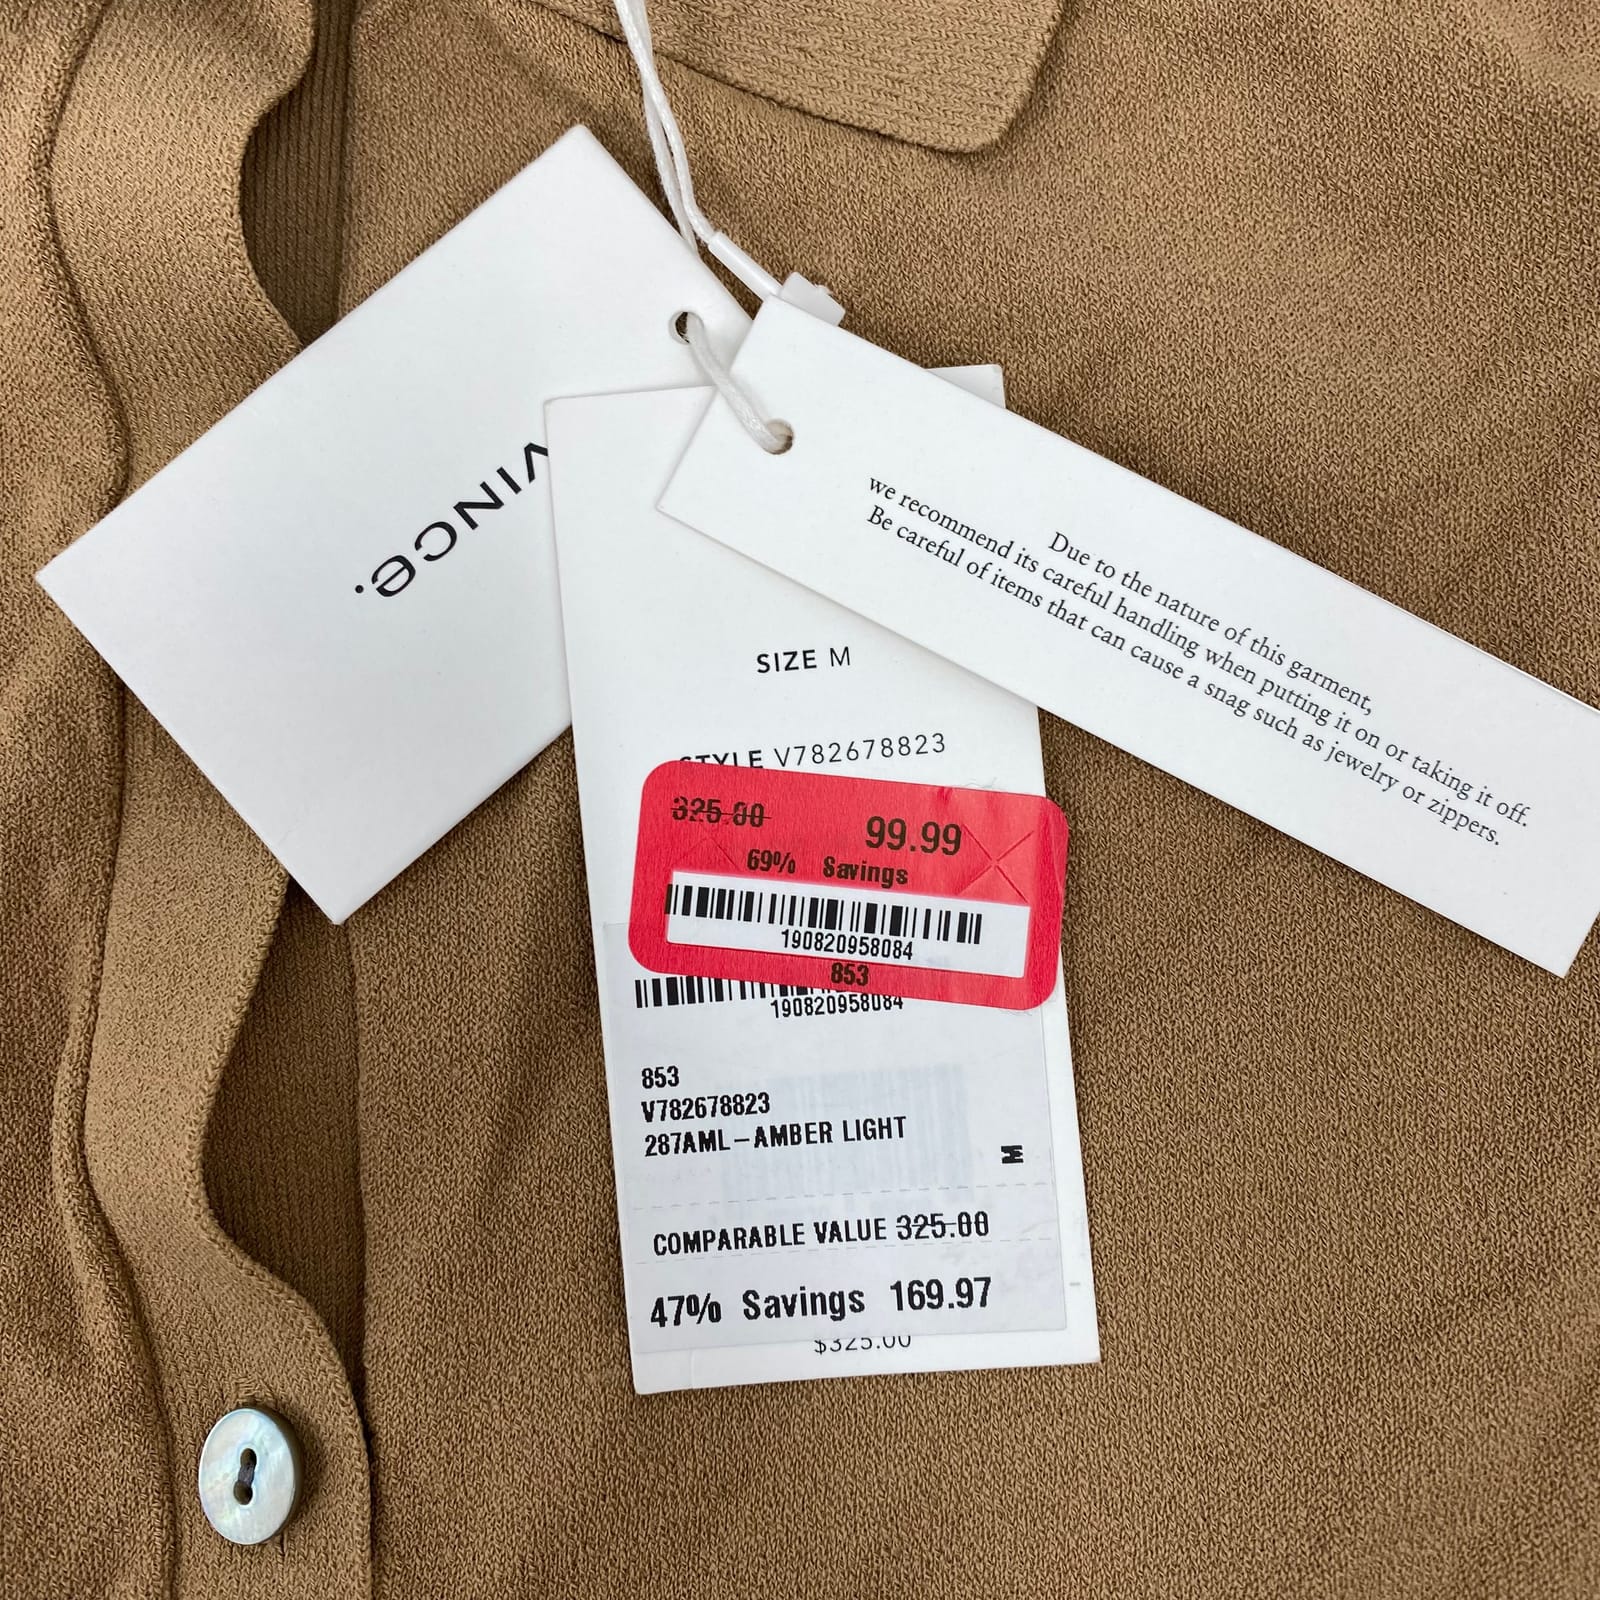 VINCE.
Due to the nature of this garment,
we recommend its careful handling when putting it on or taking it off.
Be careful of items that can cause a snag such as jewelry or zippers.
SIZE M
STYLE V782678823
325.00 99.99
69% Savings
190820958084
853
190820958084
853
V782678823
287AML-AMBER LIGHT
M
COMPARABLE VALUE 325.00
47% Savings 169.97
$325.00